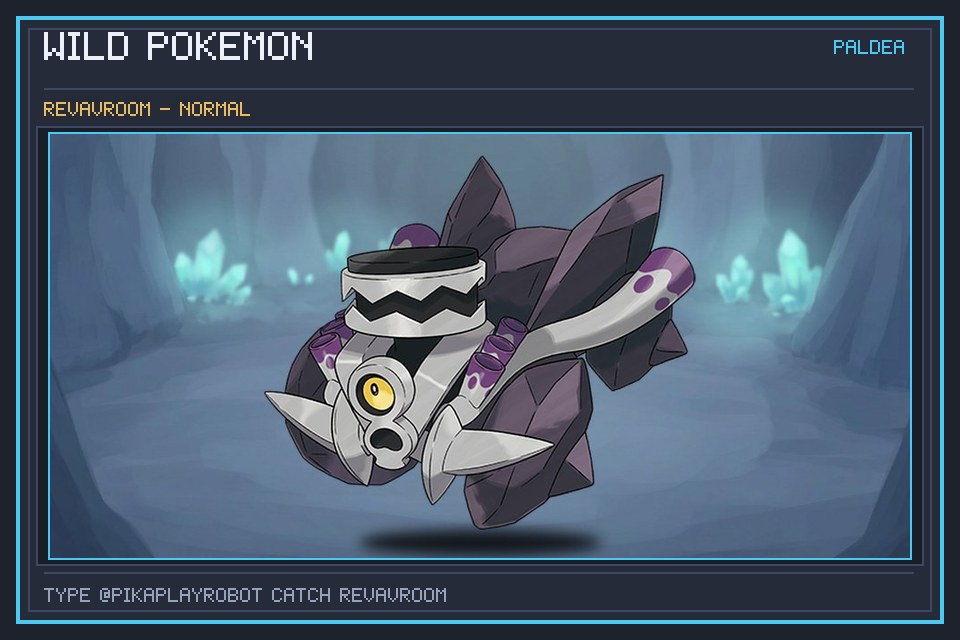 WILD POKEMON
PALDEA
REVAVROOM - NORMAL
TYPE @PIKAPLAYROBOT CATCH REVAVROOM